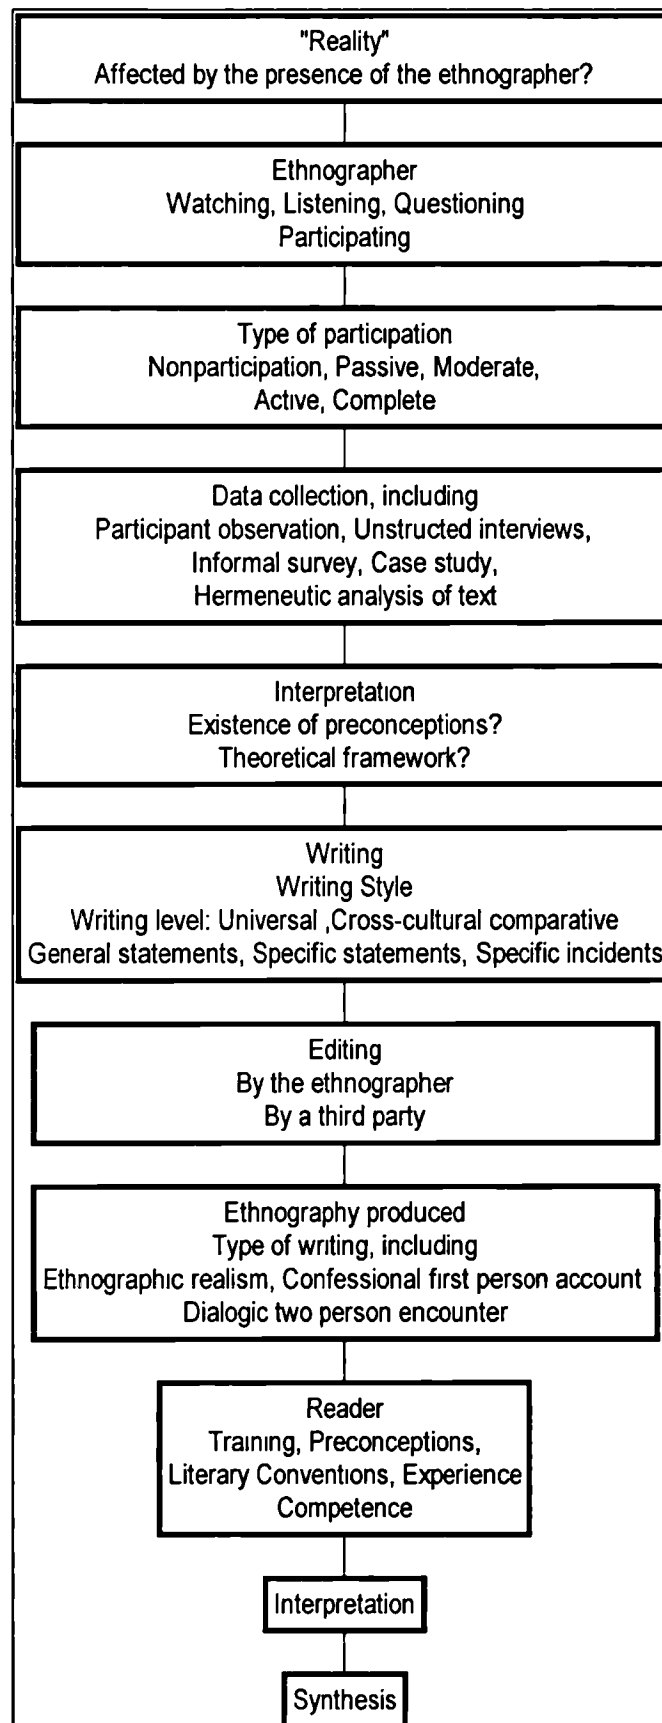 "Reality"
Affected by the presence of the ethnographer?
Ethnographer
Watching, Listening, Questioning
Participating
Type of participation
Nonparticipation, Passive, Moderate,
Active, Complete
Data collection, including
Participant observation, Unstructed interviews,
Informal survey, Case study,
Hermeneutic analysis of text
Interpretation
Existence of preconceptions?
Theoretical framework?
Writing
Writing Style
Writing level: Universal ,Cross-cultural comparative
General statements, Specific statements, Specific incidents
Editing
By the ethnographer
By a third party
Ethnography produced
Type of writing, including
Ethnographic realism, Confessional first person account
Dialogic two person encounter
Reader
Training, Preconceptions,
Literary Conventions, Experience
Competence
Interpretation
Synthesis